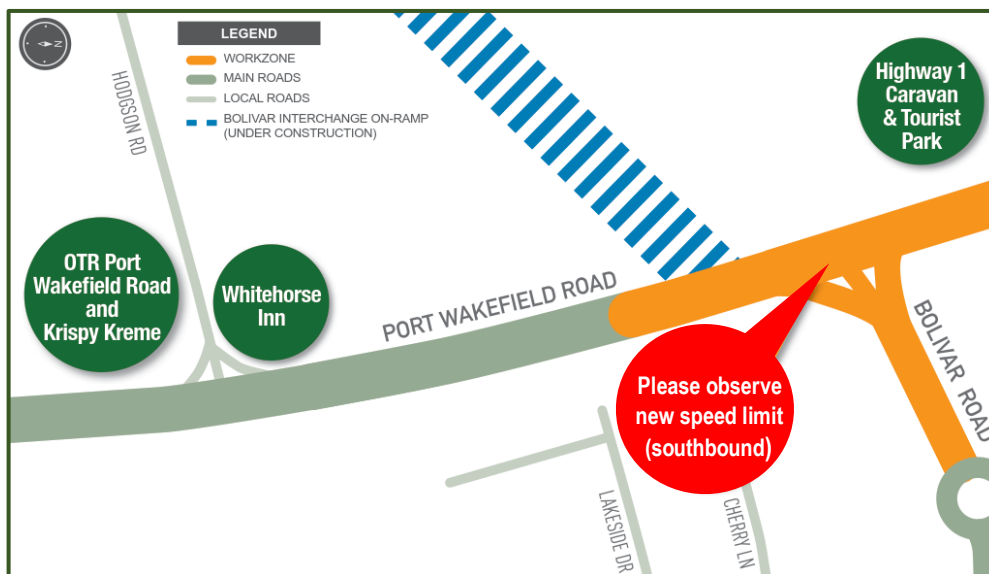 N
LEGEND
WORKZONE
MAIN ROADS
LOCAL ROADS
BOLIVAR INTERCHANGE ON-RAMP
(UNDER CONSTRUCTION)
HODGSON RD
Highway 1
Caravan
& Tourist
Park
OTR Port
Wakefield Road
and
Krispy Kreme
Whitehorse
Inn
PORT WAKEFIELD ROAD
Please observe
new speed limit
(southbound)
BOLIVAR ROAD
LAKESIDE DR
CHERRY LN